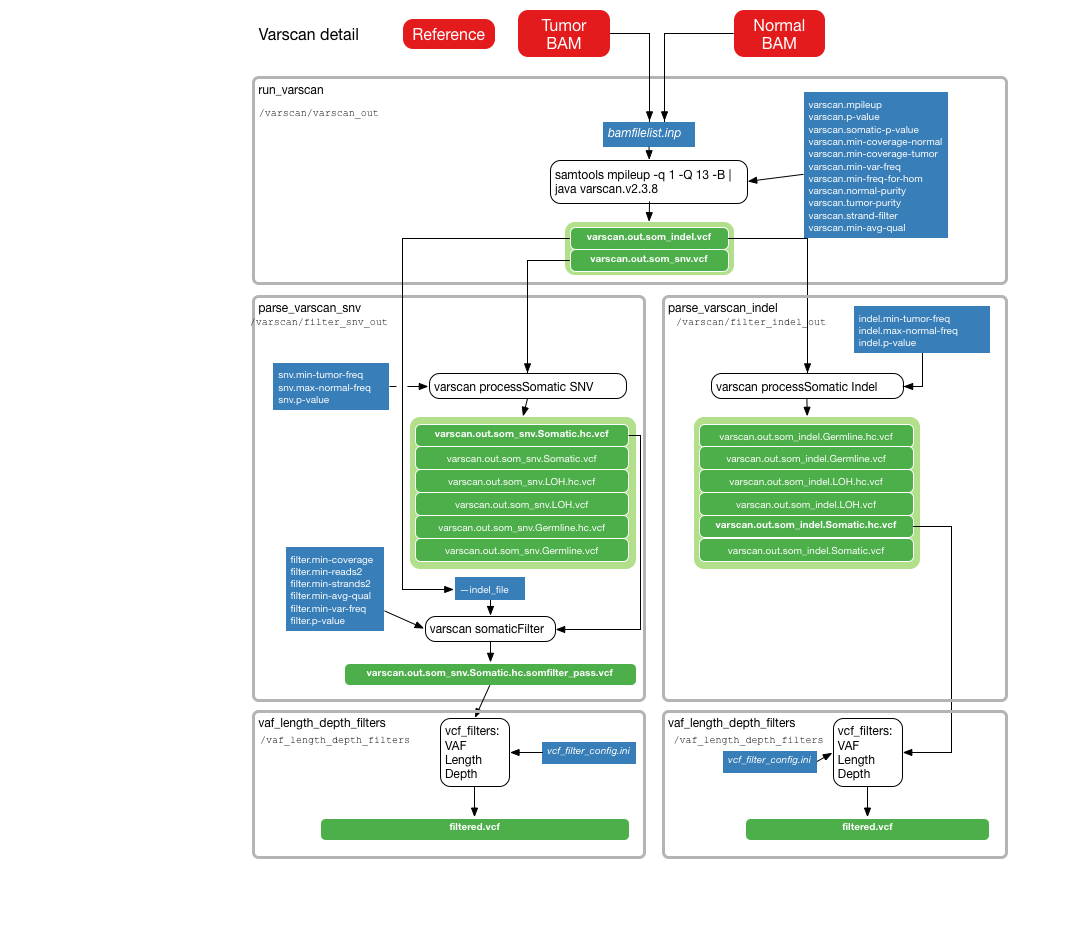 Varscan detail
Reference
Tumor
BAM
Normal
BAM
run_varscan
/varscan/varscan_out
bamfilelist.inp
samtools mpileup -q 1 -Q 13 -B |
java varscan.v2.3.8
varscan.mpileup
varscan.p-value
varscan.somatic-p-value
varscan.min-coverage-normal
varscan.min-coverage-tumor
varscan.min-var-freq
varscan.min-freq-for-hom
varscan.normal-purity
varscan.tumor-purity
varscan.strand-filter
varscan.min-avg-qual
varscan.out.som_indel.vcf
varscan.out.som_snv.vcf
parse_varscan_snv
/varscan/filter_snv_out
snv.min-tumor-freq
snv.max-normal-freq
snv.p-value
varscan processSomatic SNV
varscan.out.som_snv.Somatic.hc.vcf
varscan.out.som_snv.Somatic.vcf
varscan.out.som_snv.LOH.hc.vcf
varscan.out.som_snv.LOH.vcf
varscan.out.som_snv.Germline.hc.vcf
varscan.out.som_snv.Germline.vcf
filter.min-coverage
filter.min-reads2
filter.min-strands2
filter.min-avg-qual
filter.min-var-freq
filter.p-value
—indel_file
varscan somaticFilter
varscan.out.som_snv.Somatic.hc.somfilter_pass.vcf
parse_varscan_indel
/varscan/filter_indel_out
indel.min-tumor-freq
indel.max-normal-freq
indel.p-value
varscan processSomatic Indel
varscan.out.som_indel.Germline.hc.vcf
varscan.out.som_indel.Germline.vcf
varscan.out.som_indel.LOH.hc.vcf
varscan.out.som_indel.LOH.vcf
varscan.out.som_indel.Somatic.hc.vcf
varscan.out.som_indel.Somatic.vcf
vaf_length_depth_filters
/vaf_length_depth_filters
vcf_filters:
VAF
Length
Depth
vcf_filter_config.ini
filtered.vcf
vaf_length_depth_filters
/vaf_length_depth_filters
vcf_filter_config.ini
vcf_filters:
VAF
Length
Depth
filtered.vcf